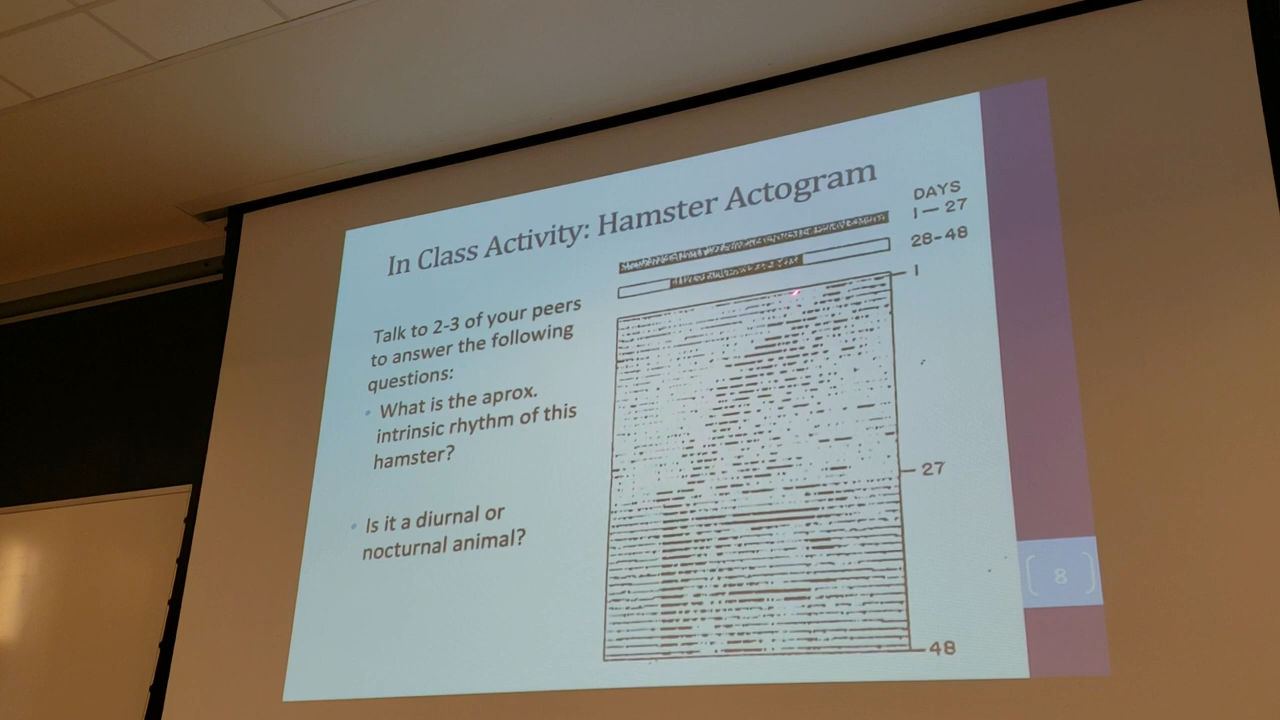 In Class Activity: Hamster Actogram
Talk to 2-3 of your peers
to answer the following
questions:
• What is the aprox.
intrinsic rhythm of this
hamster?
• Is it a diurnal or
nocturnal animal?
DAYS
1-27
28-48
1
27
48
8